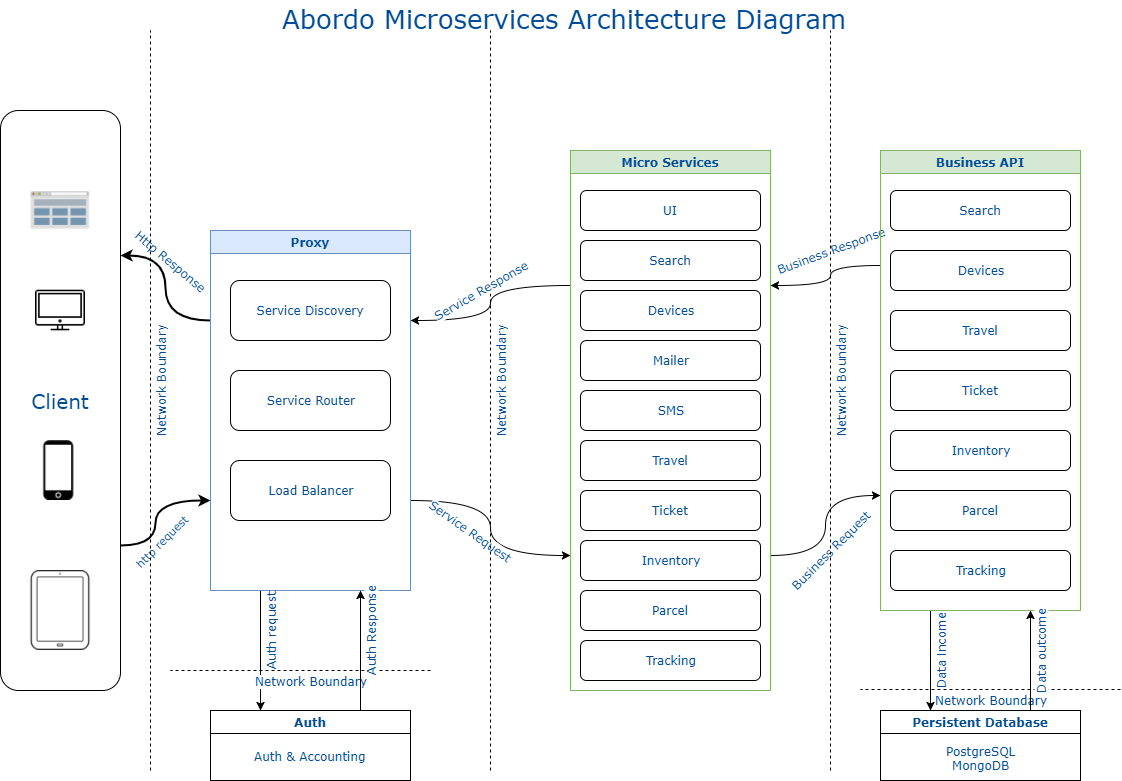 Abordo Microservices Architecture Diagram
Client
Http Response
http request
Network Boundary
Proxy
Service Discovery
Service Router
Load Balancer
Auth request
Auth Response
Network Boundary
Auth
Auth & Accounting
Service Response
Service Request
Network Boundary
Micro Services
UI
Search
Devices
Mailer
SMS
Travel
Ticket
Inventory
Parcel
Tracking
Business Response
Business Request
Network Boundary
Business API
Search
Devices
Travel
Ticket
Inventory
Parcel
Tracking
Data Income
Data outcome
Network Boundary
Persistent Database
PostgreSQL
MongoDB